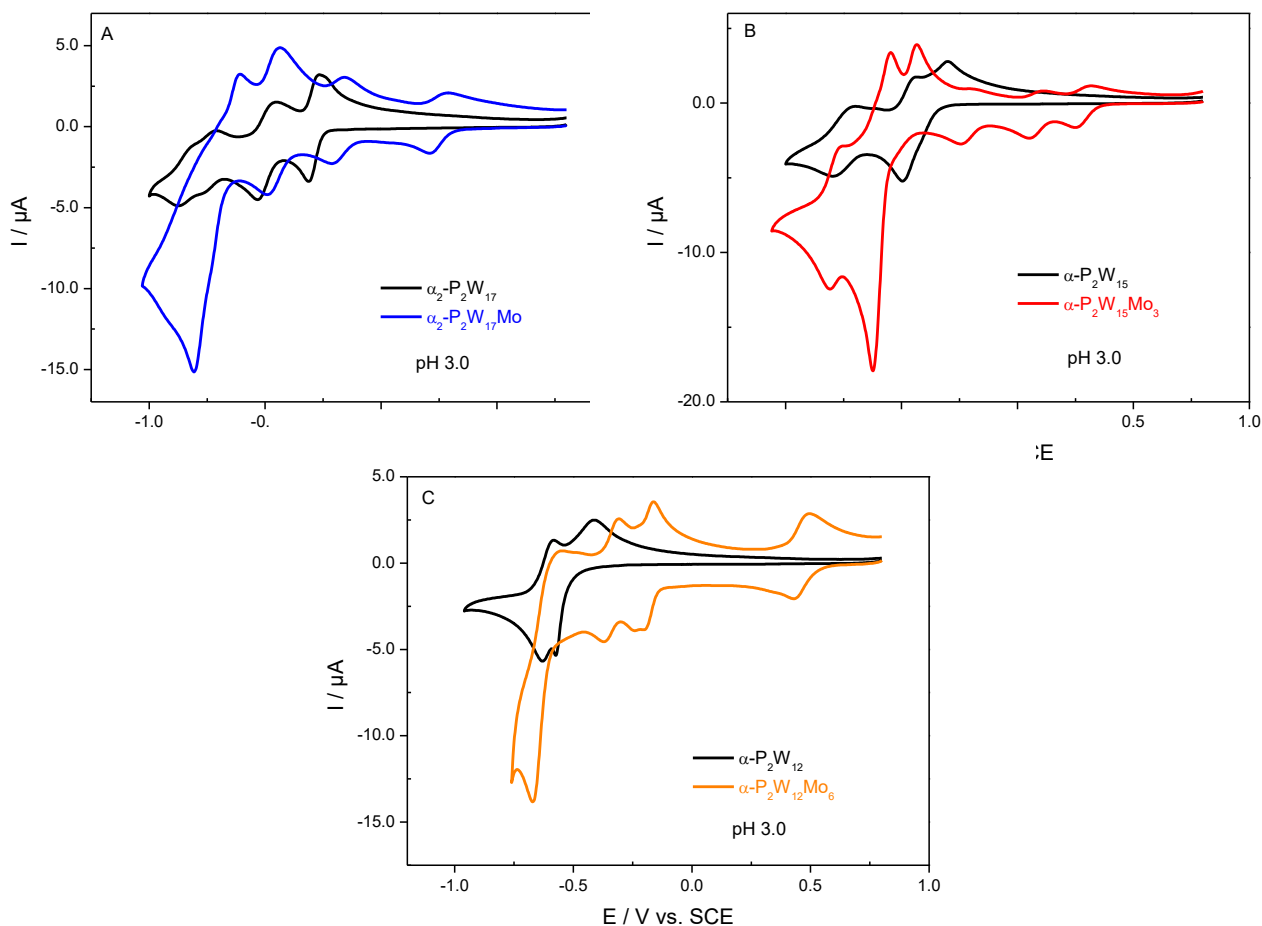 A
5.0
0.0
-5.0
-10.0
-15.0
I / µA
α₂-P₂W₁₇
α₂-P₂W₁₇Mo
pH 3.0
-1.0 -0.
B
0.0
-10.0
-20.0
I / µA
α-P₂W₁₅
α-P₂W₁₅Mo₃
pH 3.0
0.5 1.0
CE
C
5.0
0.0
-5.0
-10.0
-15.0
I / µA
α-P₂W₁₂
α-P₂W₁₂Mo₆
pH 3.0
-1.0 -0.5 0.0 0.5 1.0
E / V vs. SCE